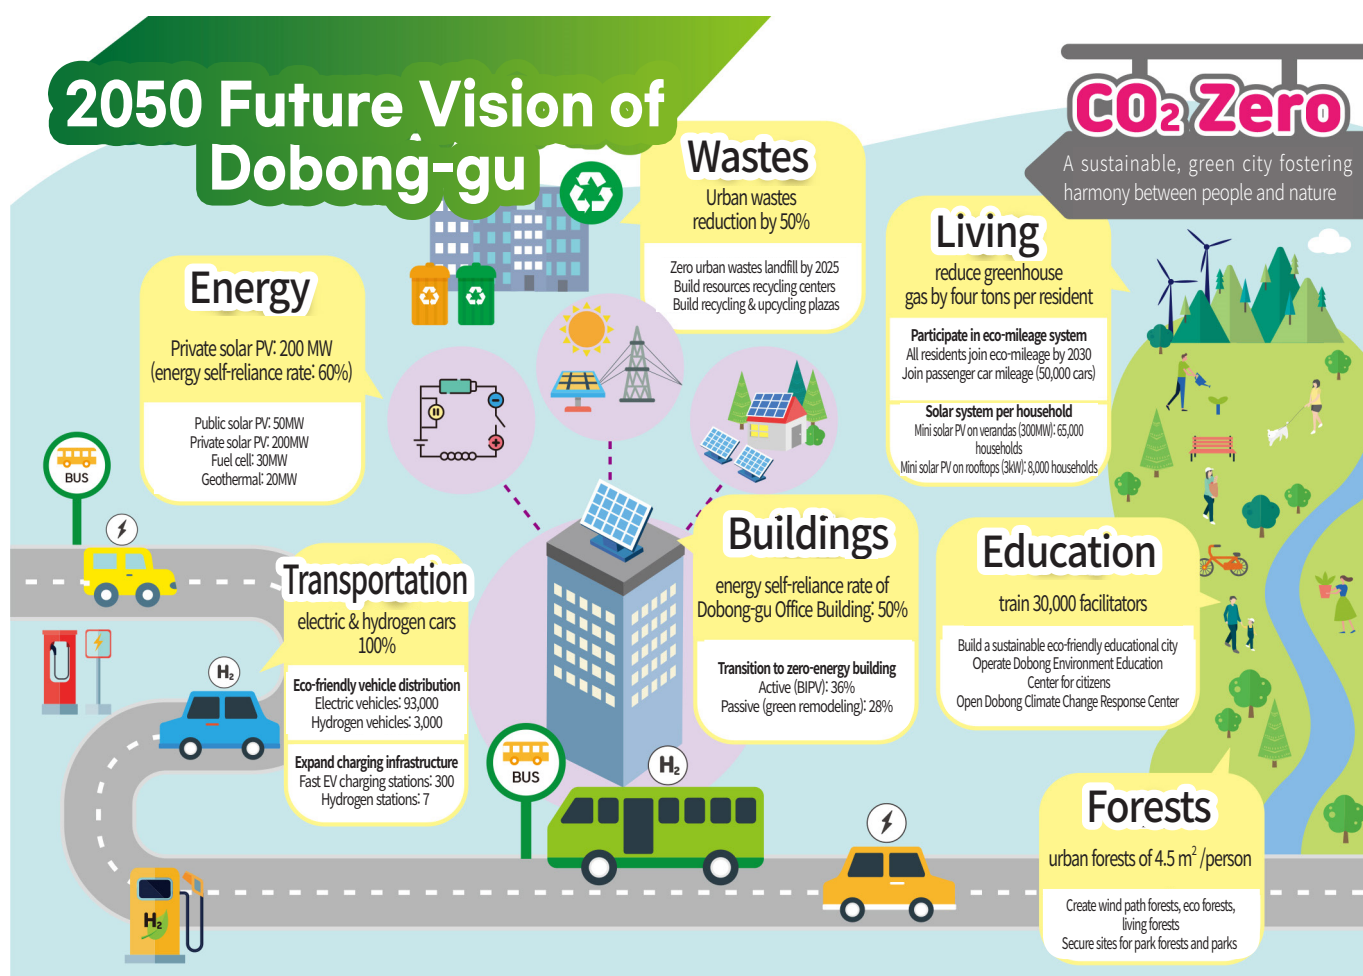 2050 Future Vision of
Dobong-gu
CO₂ Zero
A sustainable, green city fostering
harmony between people and nature
Wastes
Urban wastes
reduction by 50%
Zero urban wastes landfill by 2025
Build resources recycling centers
Build recycling & upcycling plazas
Living
reduce greenhouse
gas by four tons per resident
Participate in eco-mileage system
All residents join eco-mileage by 2030
Join passenger car mileage (50,000 cars)
Solar system per household
Mini solar PV on verandas (300MW): 65,000
households
Mini solar PV on rooftops (3kW): 8,000 households
Energy
Private solar PV: 200 MW
(energy self-reliance rate: 60%)
Public solar PV: 50MW
Private solar PV: 200MW
Fuel cell: 30MW
Geothermal: 20MW
BUS
Transportation
electric & hydrogen cars
100%
Eco-friendly vehicle distribution
Electric vehicles: 93,000
Hydrogen vehicles: 3,000
Expand charging infrastructure
Fast EV charging stations: 300
Hydrogen stations: 7
H₂
Buildings
energy self-reliance rate of
Dobong-gu Office Building: 50%
Transition to zero-energy building
Active (BIPV): 36%
Passive (green remodeling): 28%
Education
train 30,000 facilitators
Build a sustainable eco-friendly educational city
Operate Dobong Environment Education
Center for citizens
Open Dobong Climate Change Response Center
BUS
H₂
Forests
urban forests of 4.5 m² /person
Create wind path forests, eco forests,
living forests
Secure sites for park forests and parks
H₂